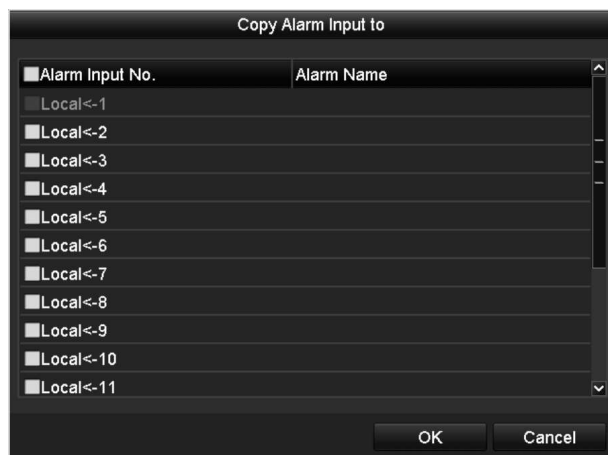 Copy Alarm Input to
Alarm Input No. Alarm Name
Local<-1
Local<-2
Local<-3
Local<-4
Local<-5
Local<-6
Local<-7
Local<-8
Local<-9
Local<-10
Local<-11
OK Cancel